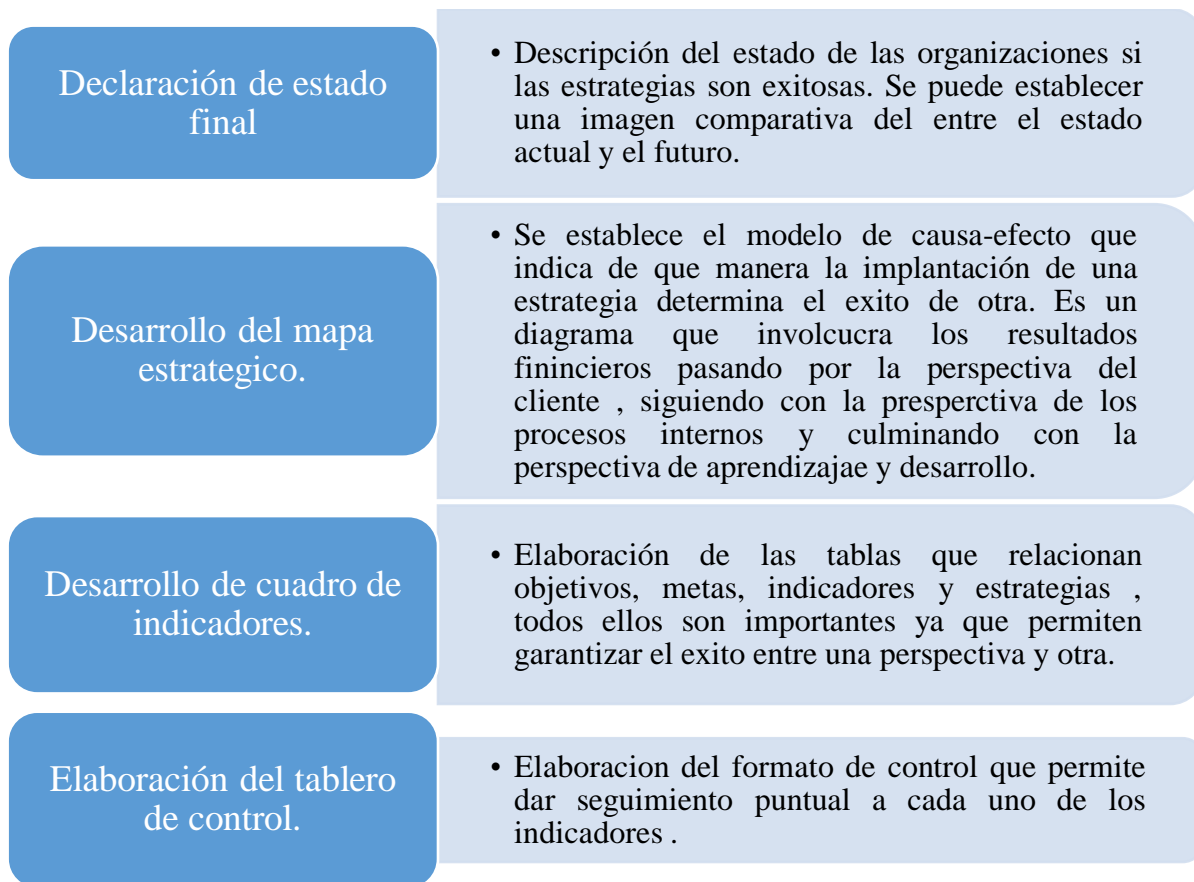 Declaración de estado
final
• Descripción del estado de las organizaciones si
las estrategias son exitosas. Se puede establecer
una imagen comparativa del entre el estado
actual y el futuro.
Desarrollo del mapa
estrategico.
• Se establece el modelo de causa-efecto que
indica de que manera la implantación de una
estrategia determina el exito de otra. Es un
diagrama que involcucra los resultados
finincieros pasando por la perspectiva del
cliente , siguiendo con la presperctiva de los
procesos internos y culminando con la
perspectiva de aprendizajae y desarrollo.
Desarrollo de cuadro de
indicadores.
• Elaboración de las tablas que relacionan
objetivos, metas, indicadores y estrategias ,
todos ellos son importantes ya que permiten
garantizar el exito entre una perspectiva y otra.
Elaboración del tablero
de control.
• Elaboracion del formato de control que permite
dar seguimiento puntual a cada uno de los
indicadores .